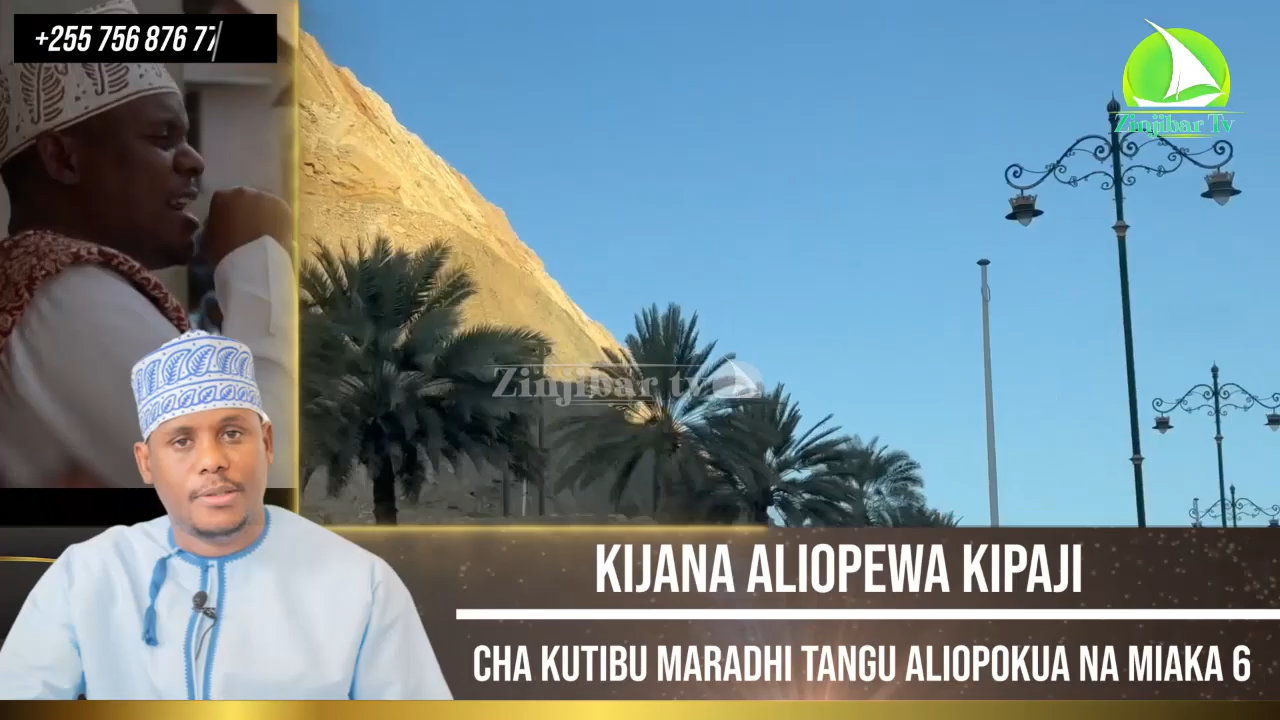 +255 756 876 77
Zinjibar Tv
Zinjibar tv
KIJANA ALIOPEWA KIPAJI
CHA KUTIBU MARADHI TANGU ALIOPOKUA NA MIAKA 6